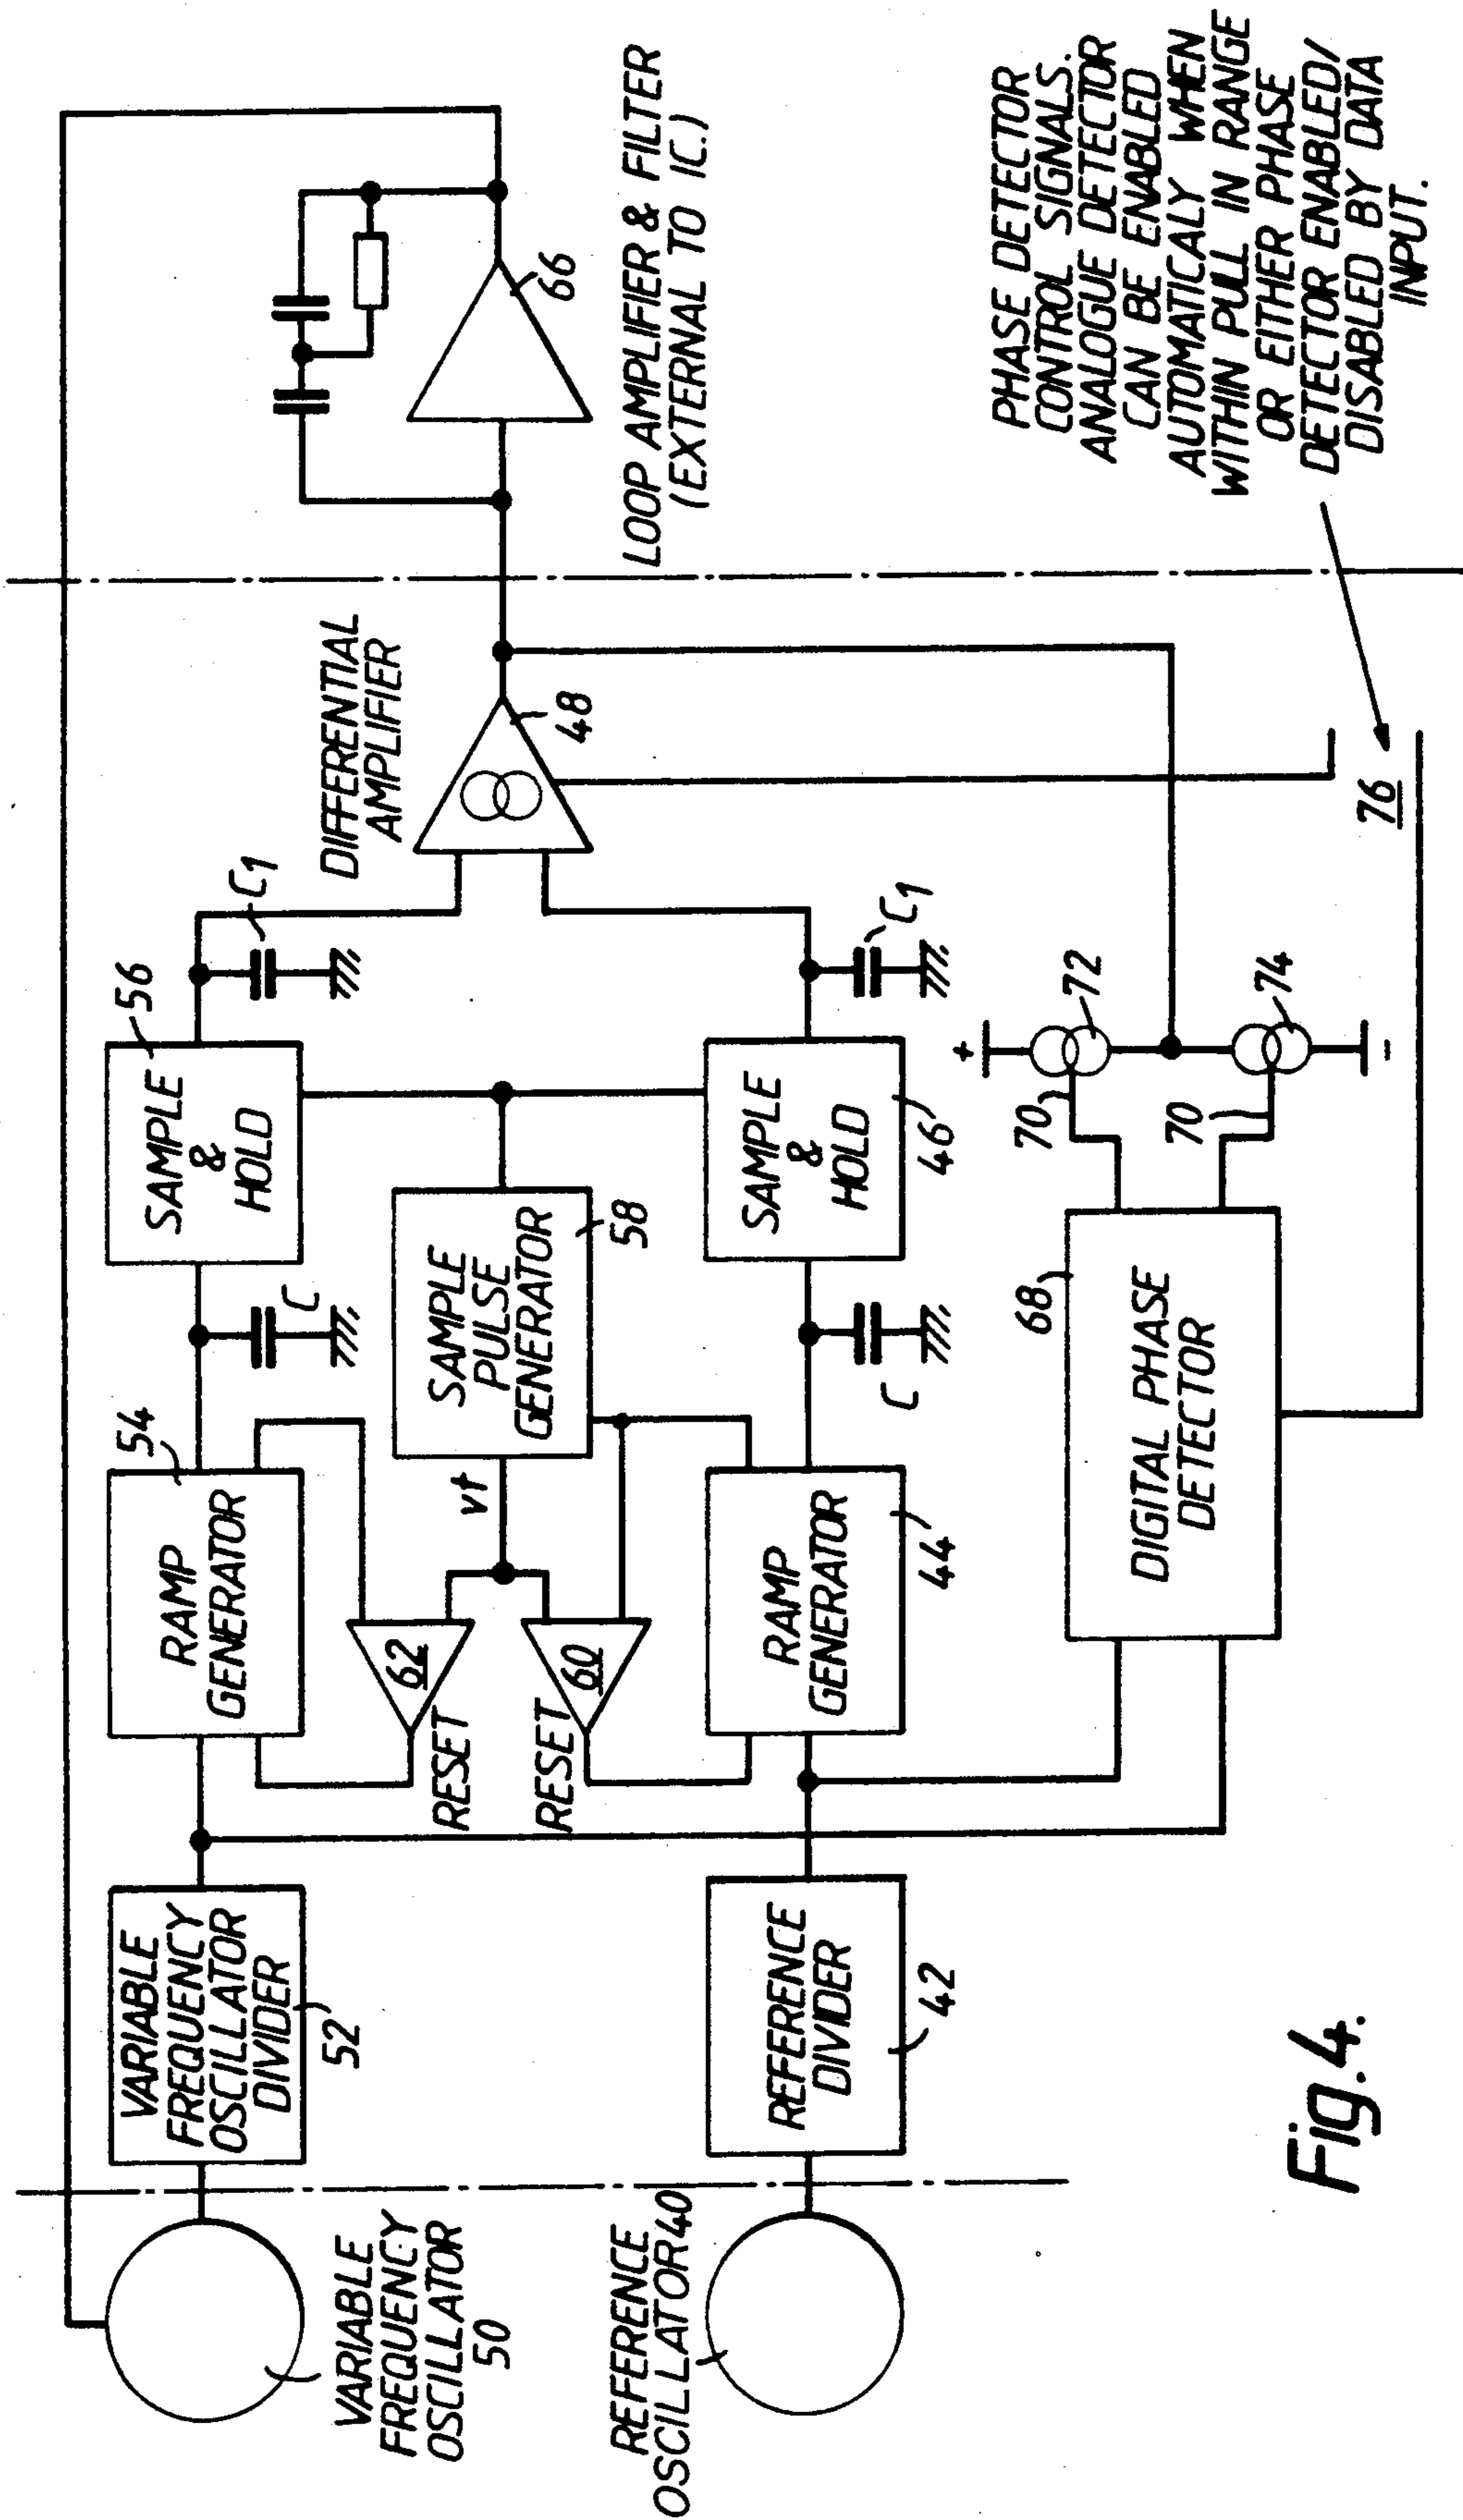 VARIABLE
FREQUENCY
OSCILLATOR
50
REFERENCE
OSCILLATOR 40
VARIABLE
FREQUENCY
OSCILLATOR
DIVIDER
52
REFERENCE
DIVIDER
42
RAMP
GENERATOR
54
62
RESET
60
RESET
RAMP
GENERATOR
44
C
vt
SAMPLE
PULSE
GENERATOR
58
C
SAMPLE
&
HOLD
56
SAMPLE
&
HOLD
46
C1
C1
DIGITAL PHASE
DETECTOR
68
70
70
+
72
74
-
DIFFERENTIAL
AMPLIFIER
48
76
66
LOOP AMPLIFIER & FILTER
(EXTERNAL TO IC.)
PHASE DETECTOR
CONTROL SIGNALS.
ANALOGUE DETECTOR
CAN BE ENABLED
AUTOMATICALY WHEN
WITHIN PULL IN RANGE
OR EITHER PHASE
DETECTOR ENABLED/
DISABLED BY DATA
INPUT.
Fig.4.